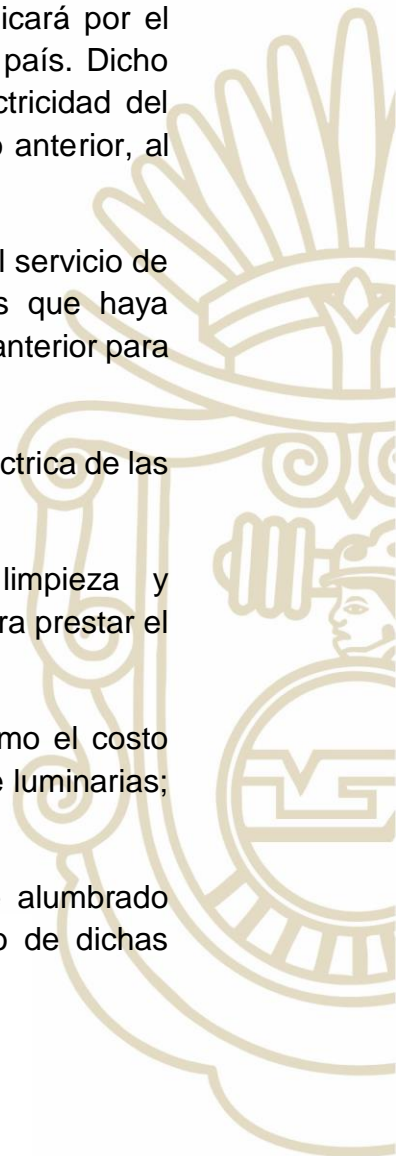 icará por el
país. Dicho
ctricidad del
o anterior, al
l servicio de
s que haya
anterior para
ctrica de las
limpieza y
ra prestar el
mo el costo
e luminarias;
alumbrado
o de dichas